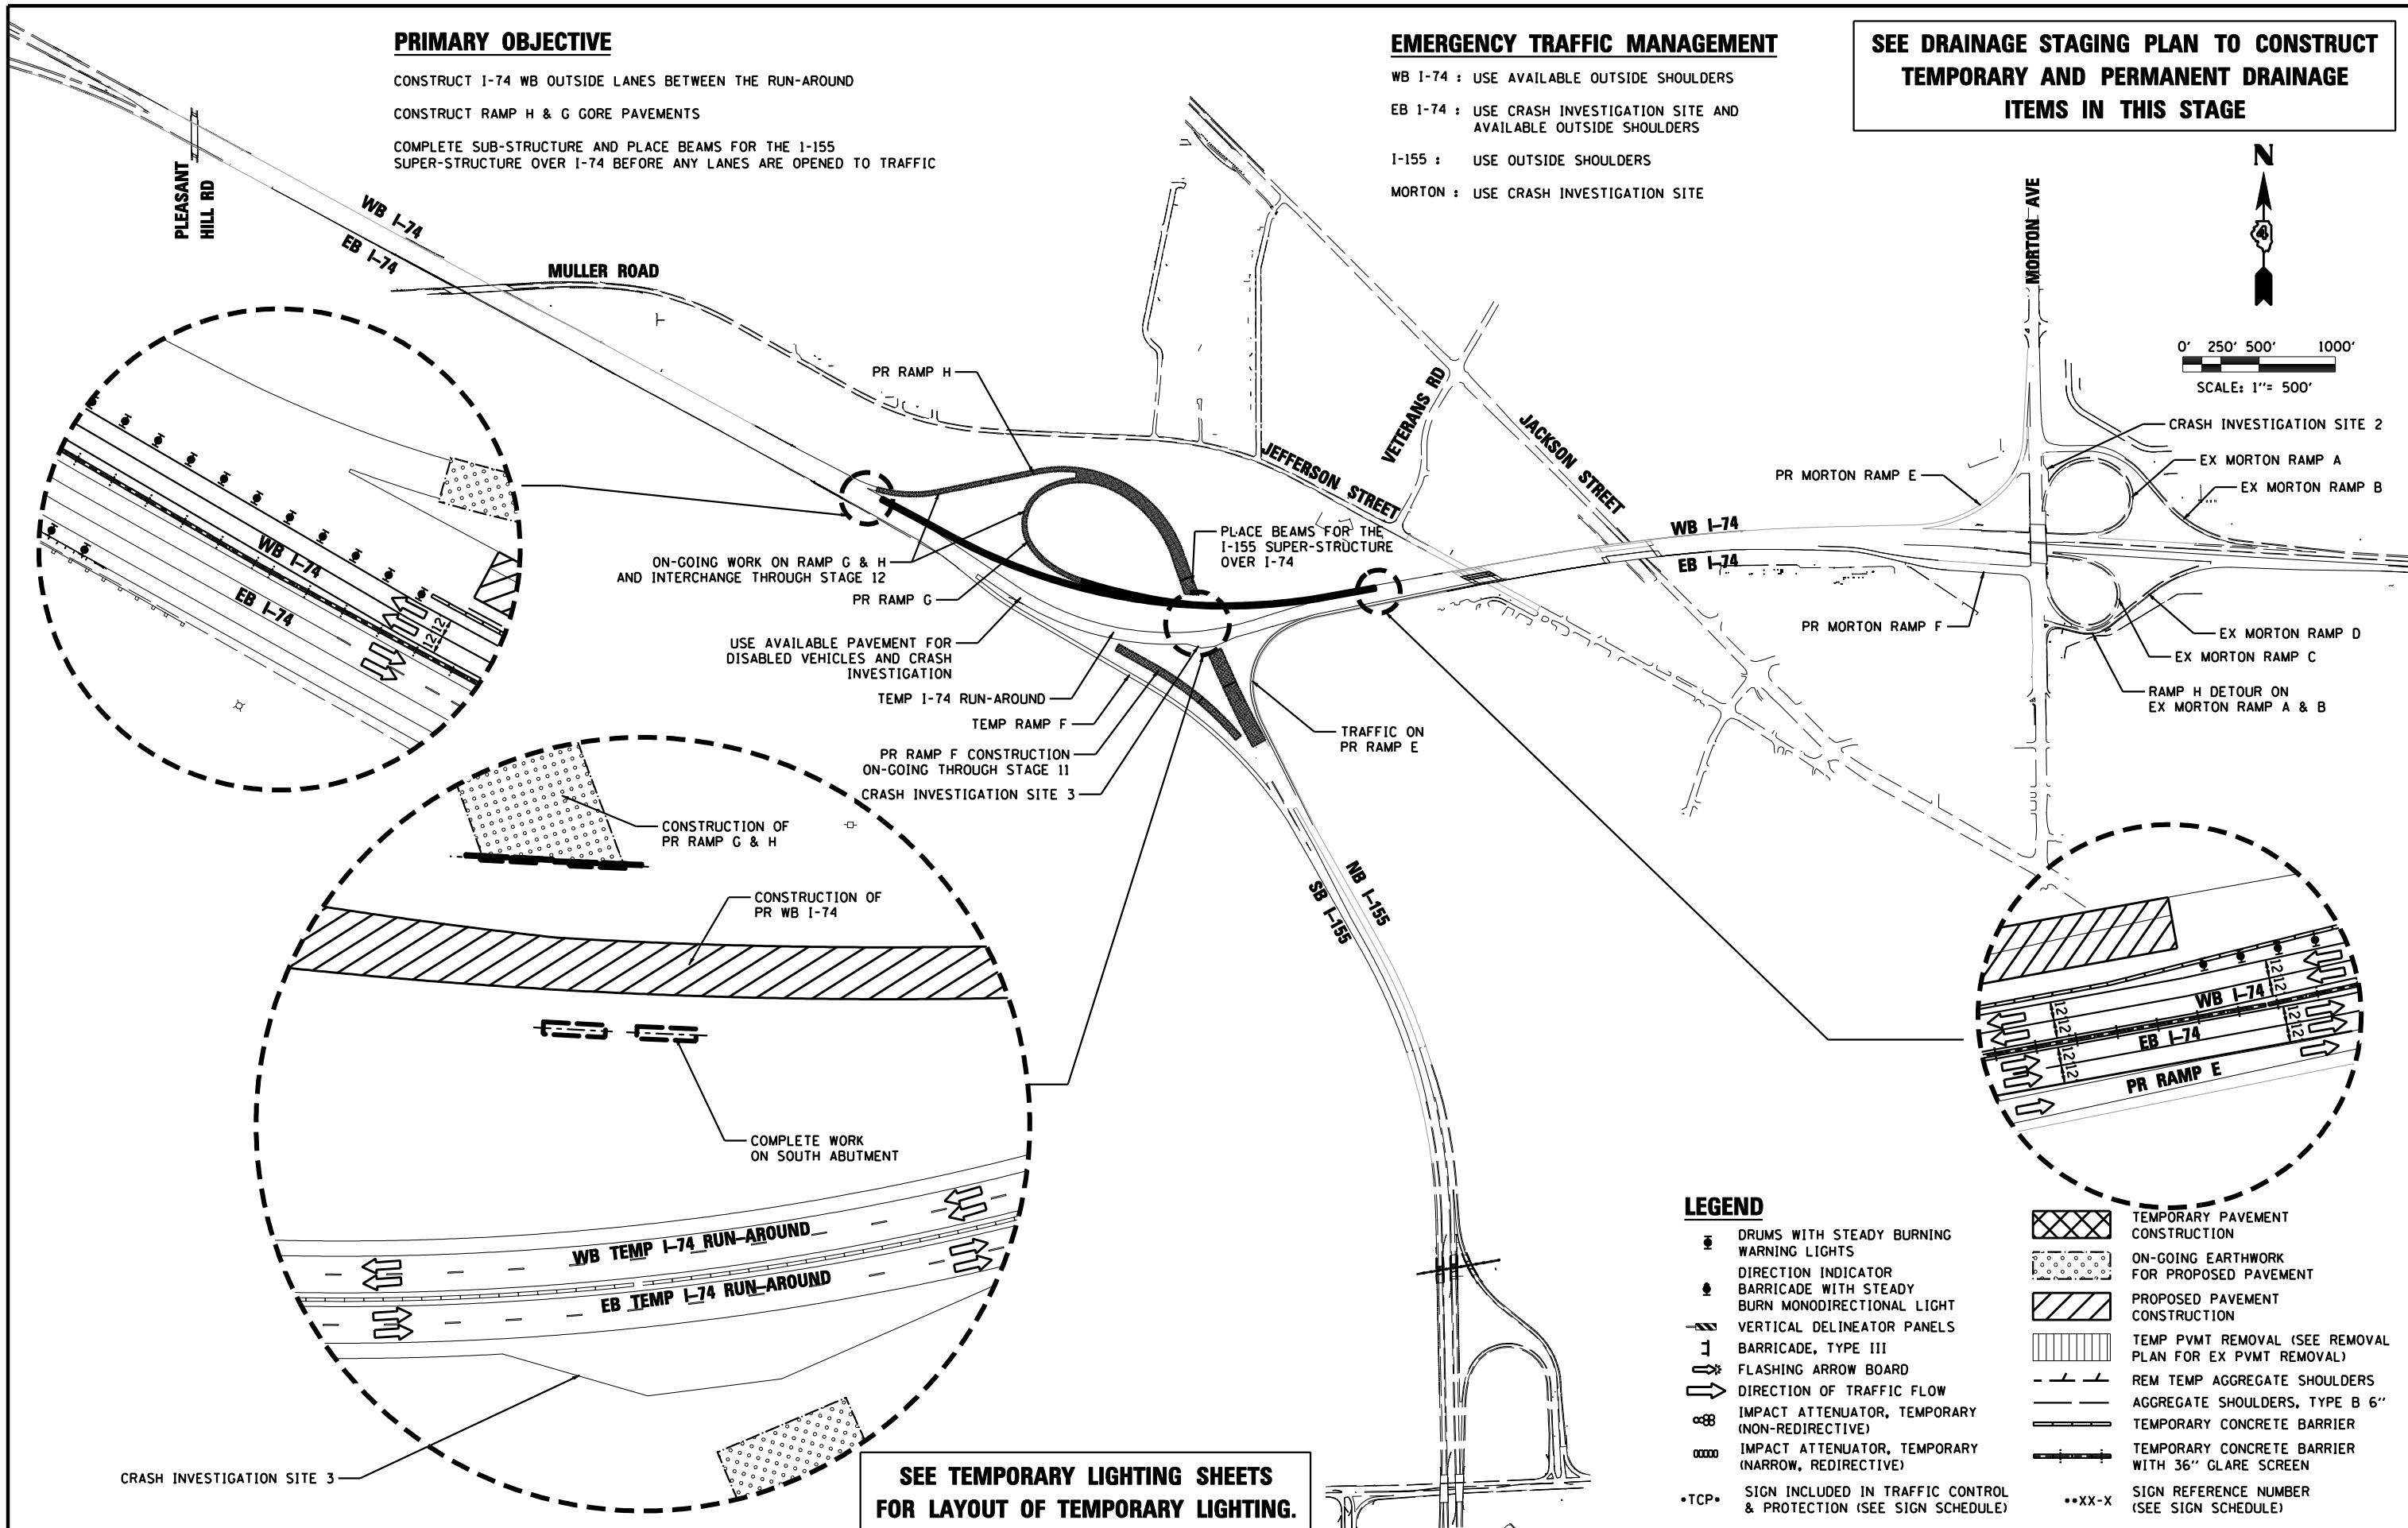 PRIMARY OBJECTIVE
CONSTRUCT I-74 WB OUTSIDE LANES BETWEEN THE RUN-AROUND
CONSTRUCT RAMP H & G GORE PAVEMENTS
COMPLETE SUB-STRUCTURE AND PLACE BEAMS FOR THE I-155
SUPER-STRUCTURE OVER I-74 BEFORE ANY LANES ARE OPENED TO TRAFFIC
EMERGENCY TRAFFIC MANAGEMENT
WB I-74 : USE AVAILABLE OUTSIDE SHOULDERS
EB I-74 : USE CRASH INVESTIGATION SITE AND
AVAILABLE OUTSIDE SHOULDERS
I-155 : USE OUTSIDE SHOULDERS
MORTON : USE CRASH INVESTIGATION SITE
SEE DRAINAGE STAGING PLAN TO CONSTRUCT
TEMPORARY AND PERMANENT DRAINAGE
ITEMS IN THIS STAGE
N
4
0' 250' 500' 1000'
SCALE: 1"= 500'
PLEASANT
HILL RD
WB I-74
EB I-74
MULLER ROAD
MORTON AVE
PR RAMP H
VETERANS RD
JACKSON STREET
JEFFERSON STREET
CRASH INVESTIGATION SITE 2
PR MORTON RAMP E
EX MORTON RAMP A
EX MORTON RAMP B
WB I-74
EB I-74
PLACE BEAMS FOR THE
I-155 SUPER-STRUCTURE
OVER I-74
ON-GOING WORK ON RAMP G & H
AND INTERCHANGE THROUGH STAGE 12
PR RAMP G
USE AVAILABLE PAVEMENT FOR
DISABLED VEHICLES AND CRASH
INVESTIGATION
TEMP I-74 RUN-AROUND
TEMP RAMP F
PR RAMP F CONSTRUCTION
ON-GOING THROUGH STAGE 11
CRASH INVESTIGATION SITE 3
TRAFFIC ON
PR RAMP E
PR MORTON RAMP F
EX MORTON RAMP D
EX MORTON RAMP C
RAMP H DETOUR ON
EX MORTON RAMP A & B
WB I-74
EB I-74
12 12
NB I-155
SB I-155
CONSTRUCTION OF
PR RAMP G & H
CONSTRUCTION OF
PR WB I-74
COMPLETE WORK
ON SOUTH ABUTMENT
WB TEMP I-74 RUN-AROUND
EB TEMP I-74 RUN-AROUND
CRASH INVESTIGATION SITE 3
WB I-74
EB I-74
PR RAMP E
12 12
12 12
12 12
12 12
SEE TEMPORARY LIGHTING SHEETS
FOR LAYOUT OF TEMPORARY LIGHTING.
LEGEND
DRUMS WITH STEADY BURNING
WARNING LIGHTS
DIRECTION INDICATOR
BARRICADE WITH STEADY
BURN MONODIRECTIONAL LIGHT
VERTICAL DELINEATOR PANELS
BARRICADE, TYPE III
FLASHING ARROW BOARD
DIRECTION OF TRAFFIC FLOW
IMPACT ATTENUATOR, TEMPORARY
(NON-REDIRECTIVE)
IMPACT ATTENUATOR, TEMPORARY
(NARROW, REDIRECTIVE)
•TCP• SIGN INCLUDED IN TRAFFIC CONTROL
& PROTECTION (SEE SIGN SCHEDULE)
TEMPORARY PAVEMENT
CONSTRUCTION
ON-GOING EARTHWORK
FOR PROPOSED PAVEMENT
PROPOSED PAVEMENT
CONSTRUCTION
TEMP PVMT REMOVAL (SEE REMOVAL
PLAN FOR EX PVMT REMOVAL)
REM TEMP AGGREGATE SHOULDERS
AGGREGATE SHOULDERS, TYPE B 6"
TEMPORARY CONCRETE BARRIER
TEMPORARY CONCRETE BARRIER
WITH 36" GLARE SCREEN
••XX-X SIGN REFERENCE NUMBER
(SEE SIGN SCHEDULE)